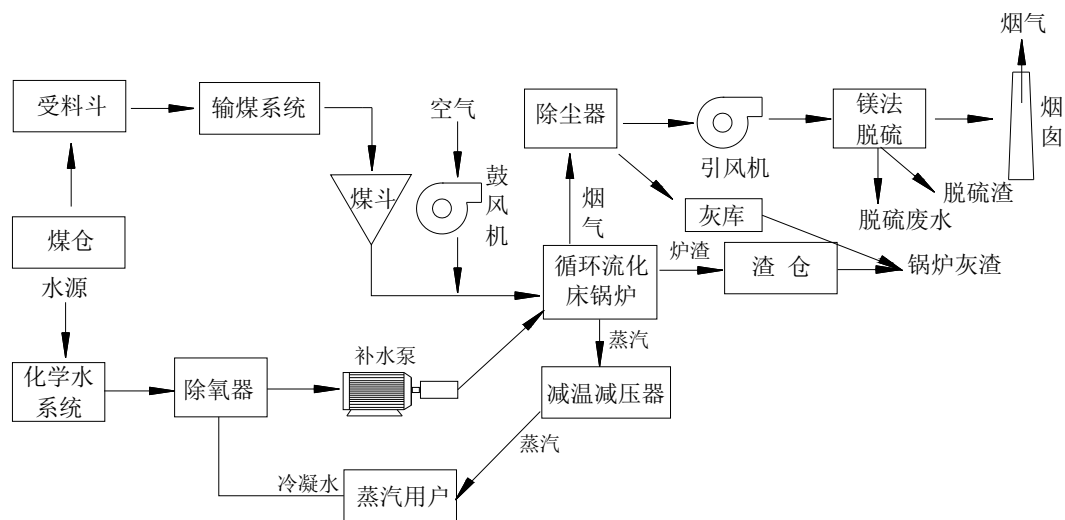 烟气
受料斗
输煤系统
空气
除尘器
镁法
脱硫
烟
囱
引风机
煤斗
鼓
风
机
烟
气
脱硫渣
脱硫废水
灰库
煤仓
水源
循环流化
床锅炉
炉渣
渣 仓
锅炉灰渣
蒸汽
化学水
系统
除氧器
补水泵
减温减压器
蒸汽
冷凝水
蒸汽用户